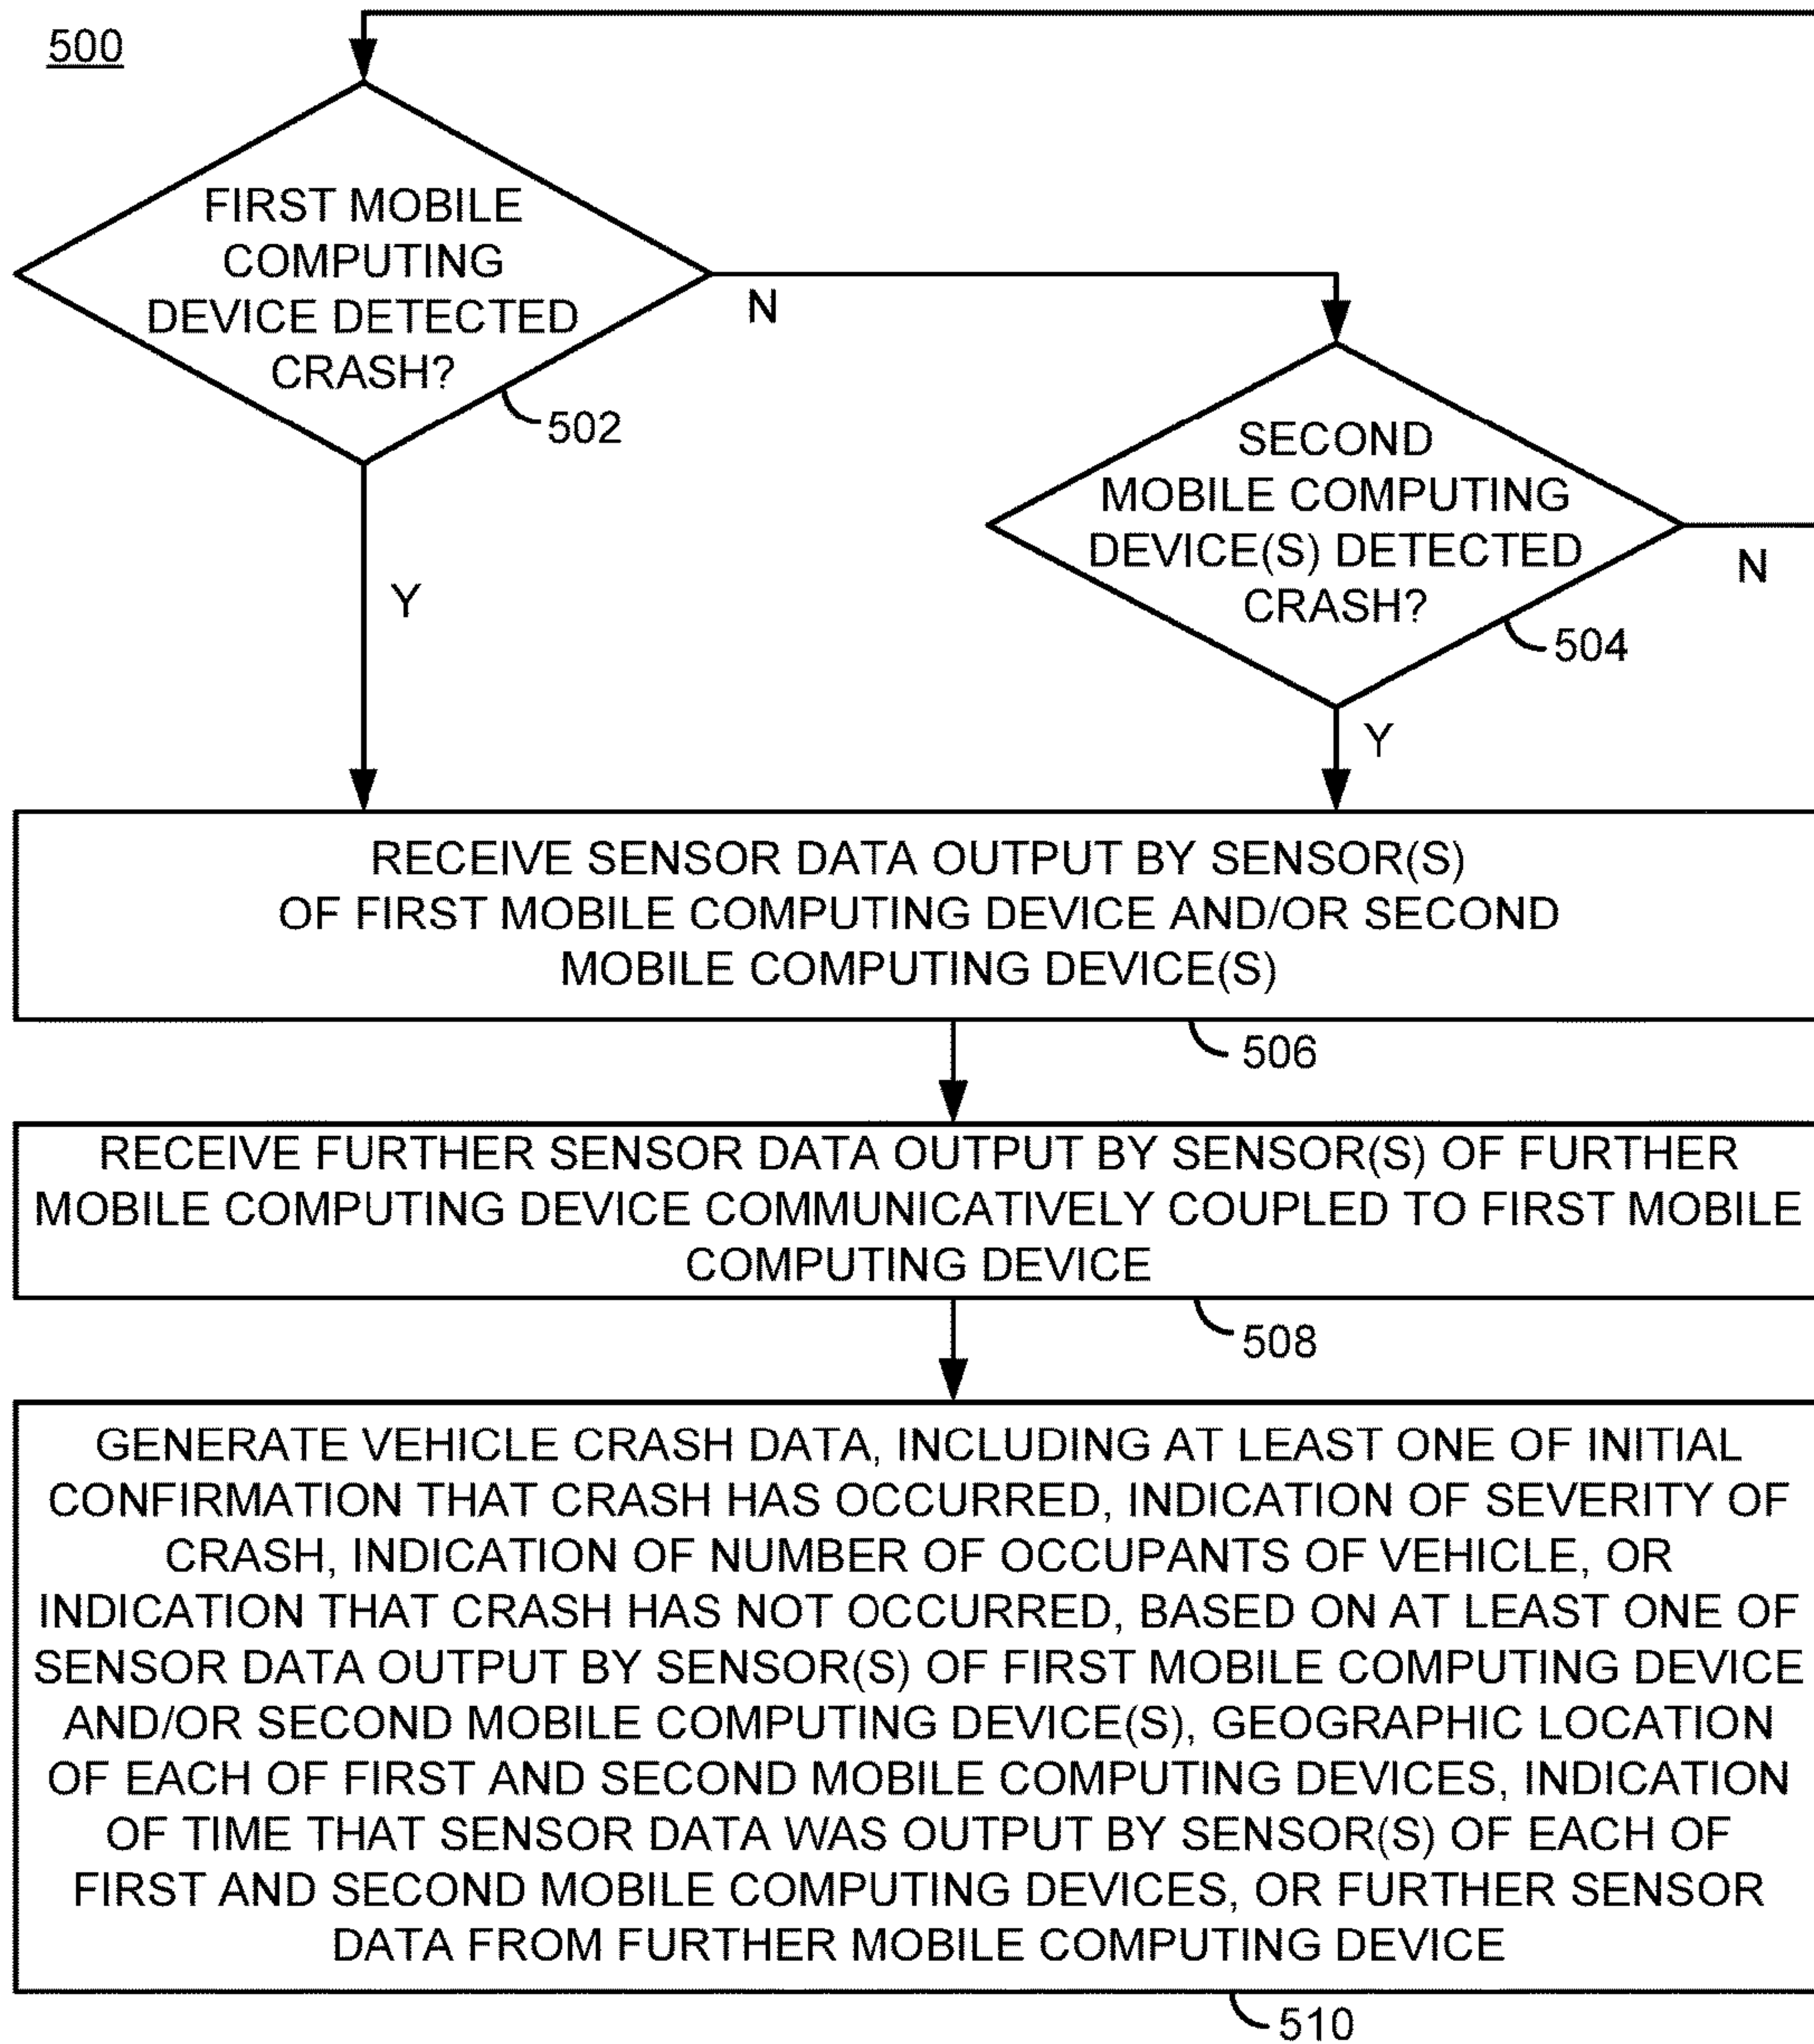 500
FIRST MOBILE
COMPUTING
DEVICE DETECTED
CRASH?
N
502
SECOND
MOBILE COMPUTING
DEVICE(S) DETECTED
CRASH?
N
504
Y
Y
RECEIVE SENSOR DATA OUTPUT BY SENSOR(S)
OF FIRST MOBILE COMPUTING DEVICE AND/OR SECOND
MOBILE COMPUTING DEVICE(S)
506
RECEIVE FURTHER SENSOR DATA OUTPUT BY SENSOR(S) OF FURTHER
MOBILE COMPUTING DEVICE COMMUNICATIVELY COUPLED TO FIRST MOBILE
COMPUTING DEVICE
508
GENERATE VEHICLE CRASH DATA, INCLUDING AT LEAST ONE OF INITIAL
CONFIRMATION THAT CRASH HAS OCCURRED, INDICATION OF SEVERITY OF
CRASH, INDICATION OF NUMBER OF OCCUPANTS OF VEHICLE, OR
INDICATION THAT CRASH HAS NOT OCCURRED, BASED ON AT LEAST ONE OF
SENSOR DATA OUTPUT BY SENSOR(S) OF FIRST MOBILE COMPUTING DEVICE
AND/OR SECOND MOBILE COMPUTING DEVICE(S), GEOGRAPHIC LOCATION
OF EACH OF FIRST AND SECOND MOBILE COMPUTING DEVICES, INDICATION
OF TIME THAT SENSOR DATA WAS OUTPUT BY SENSOR(S) OF EACH OF
FIRST AND SECOND MOBILE COMPUTING DEVICES, OR FURTHER SENSOR
DATA FROM FURTHER MOBILE COMPUTING DEVICE
510